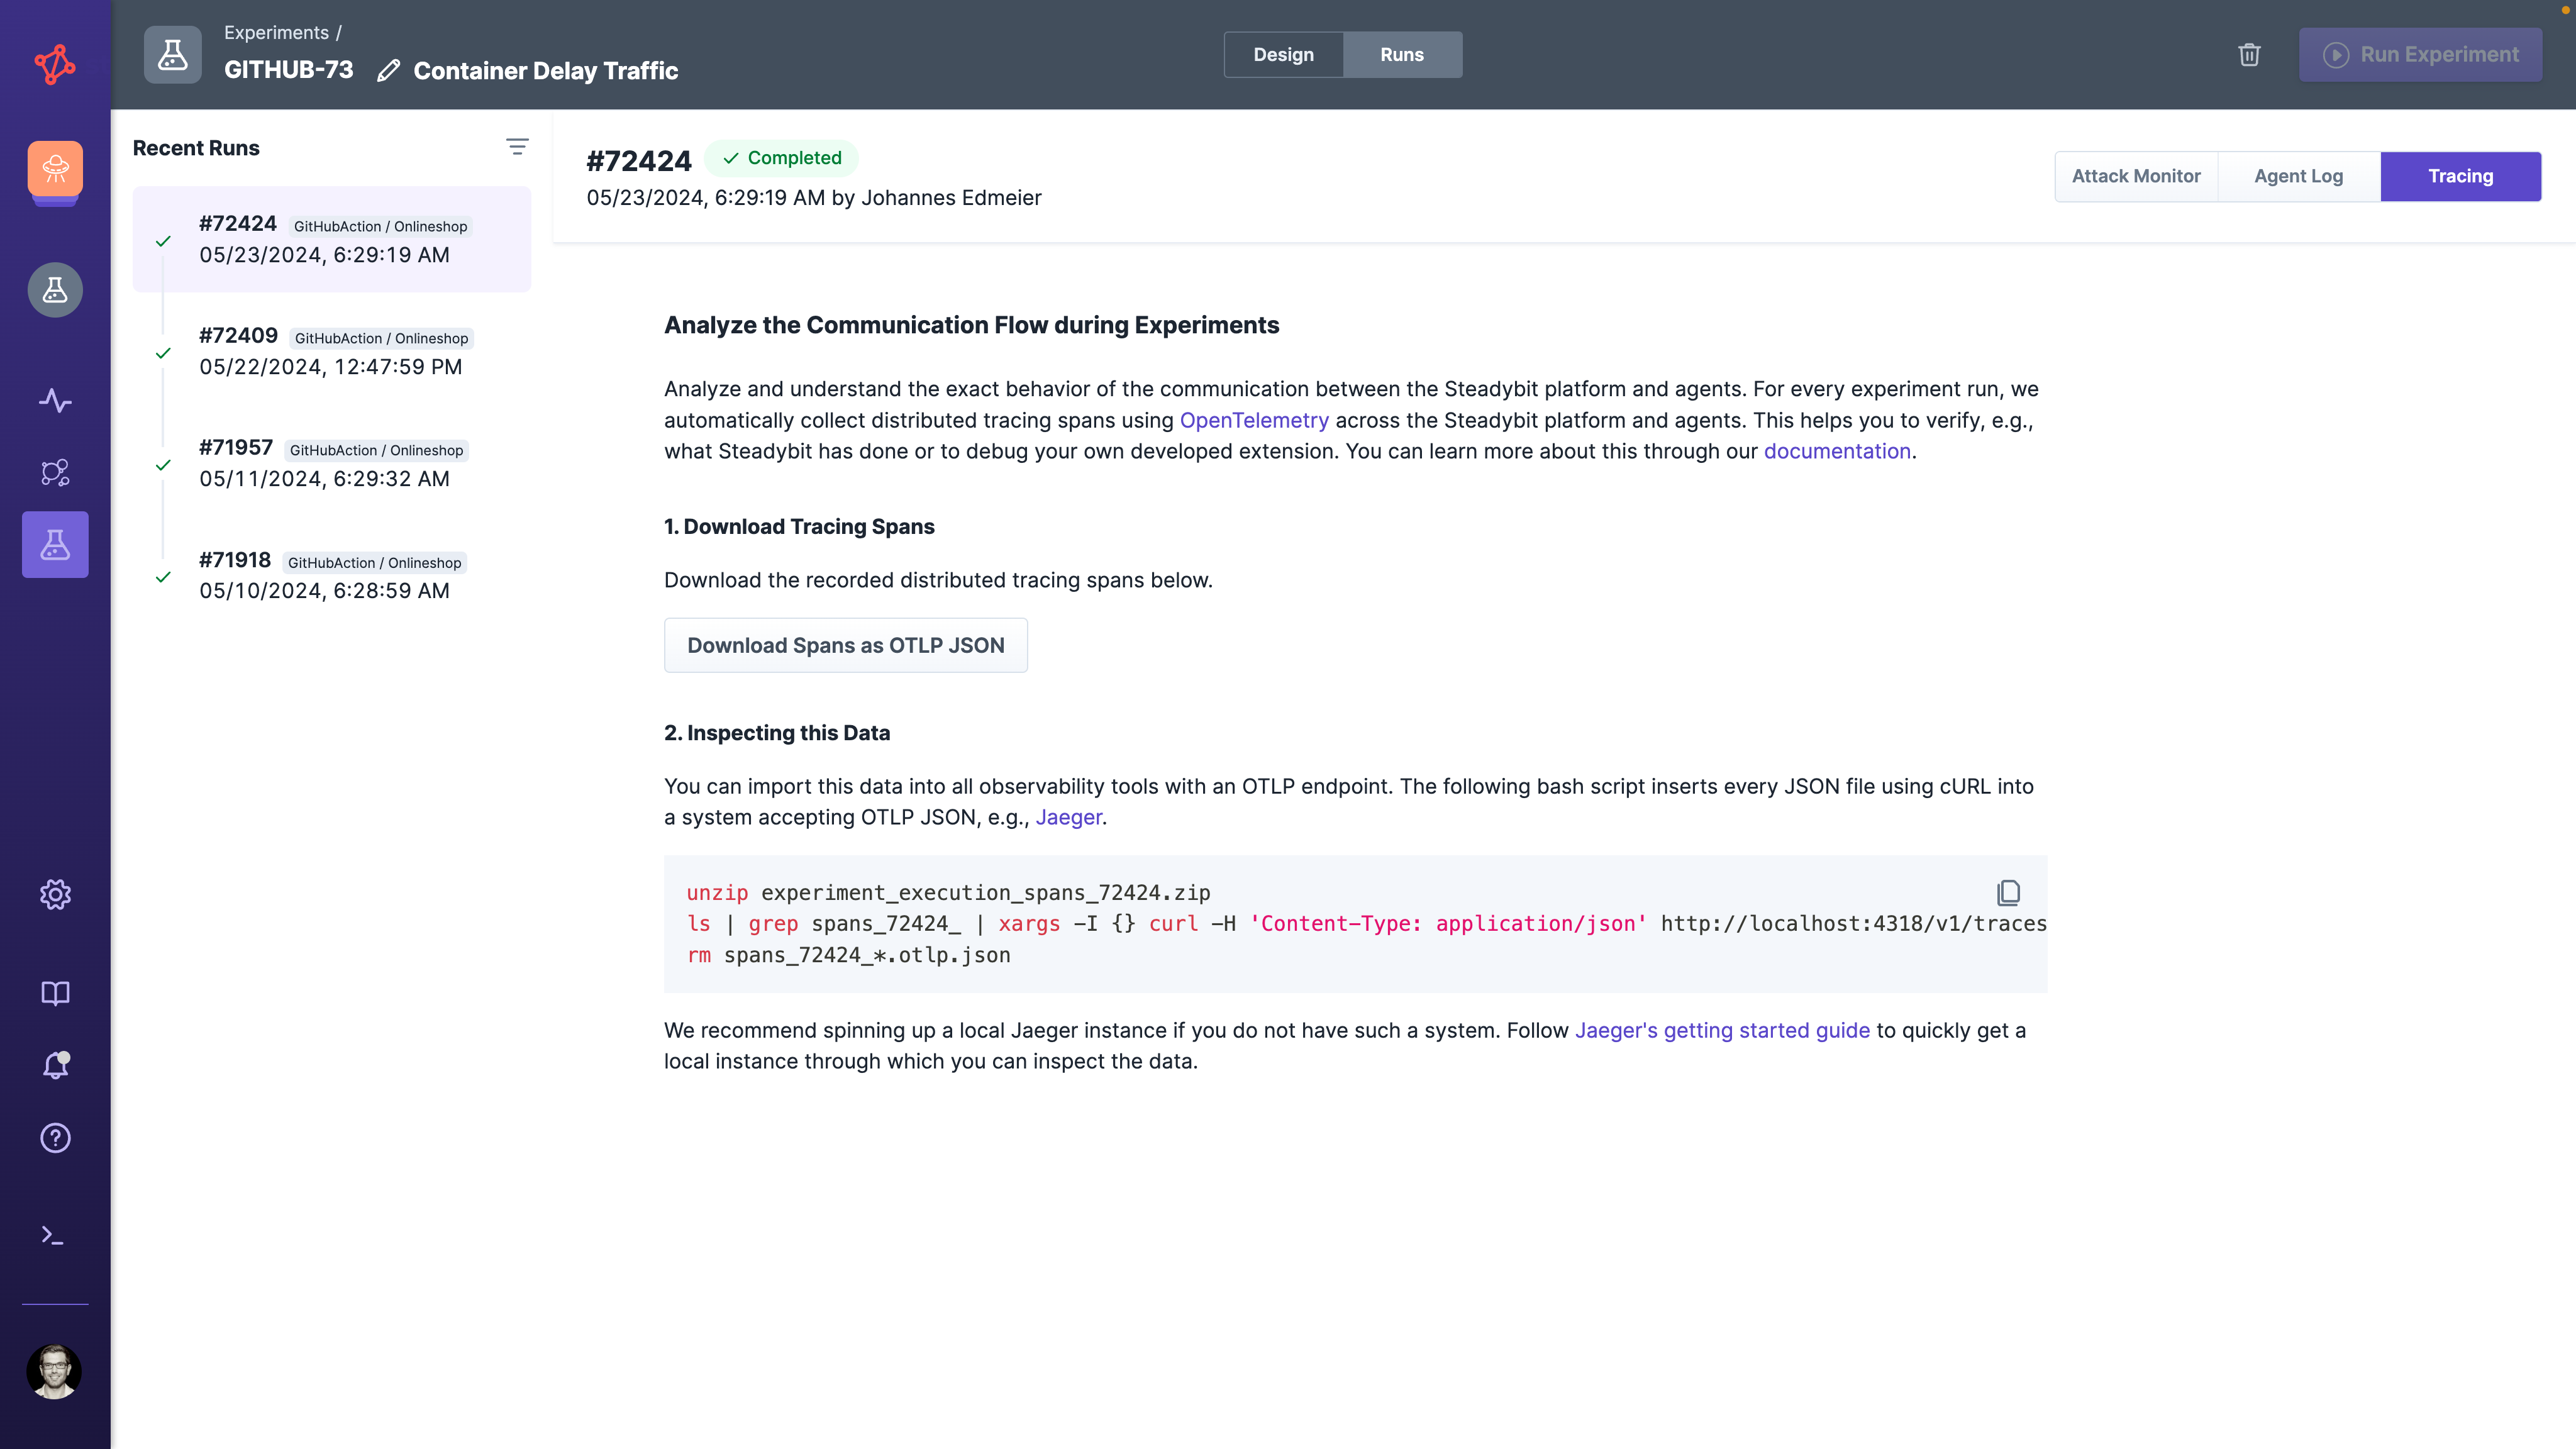 Experiments /
GITHUB-73 Container Delay Traffic
Design Runs
Run Experiment
Recent Runs
#72424 GitHubAction / Onlineshop
05/23/2024, 6:29:19 AM
#72409 GitHubAction / Onlineshop
05/22/2024, 12:47:59 PM
#71957 GitHubAction / Onlineshop
05/11/2024, 6:29:32 AM
#71918 GitHubAction / Onlineshop
05/10/2024, 6:28:59 AM
#72424 Completed
05/23/2024, 6:29:19 AM by Johannes Edmeier
Attack Monitor Agent Log Tracing
Analyze the Communication Flow during Experiments
Analyze and understand the exact behavior of the communication between the Steadybit platform and agents. For every experiment run, we
automatically collect distributed tracing spans using OpenTelemetry across the Steadybit platform and agents. This helps you to verify, e.g.,
what Steadybit has done or to debug your own developed extension. You can learn more about this through our documentation.
1. Download Tracing Spans
Download the recorded distributed tracing spans below.
Download Spans as OTLP JSON
2. Inspecting this Data
You can import this data into all observability tools with an OTLP endpoint. The following bash script inserts every JSON file using cURL into
a system accepting OTLP JSON, e.g., Jaeger.
unzip experiment_execution_spans_72424.zip
ls | grep spans_72424_ | xargs -I {} curl -H 'Content-Type: application/json' http://localhost:4318/v1/traces
rm spans_72424_*.otlp.json
We recommend spinning up a local Jaeger instance if you do not have such a system. Follow Jaeger's getting started guide to quickly get a
local instance through which you can inspect the data.